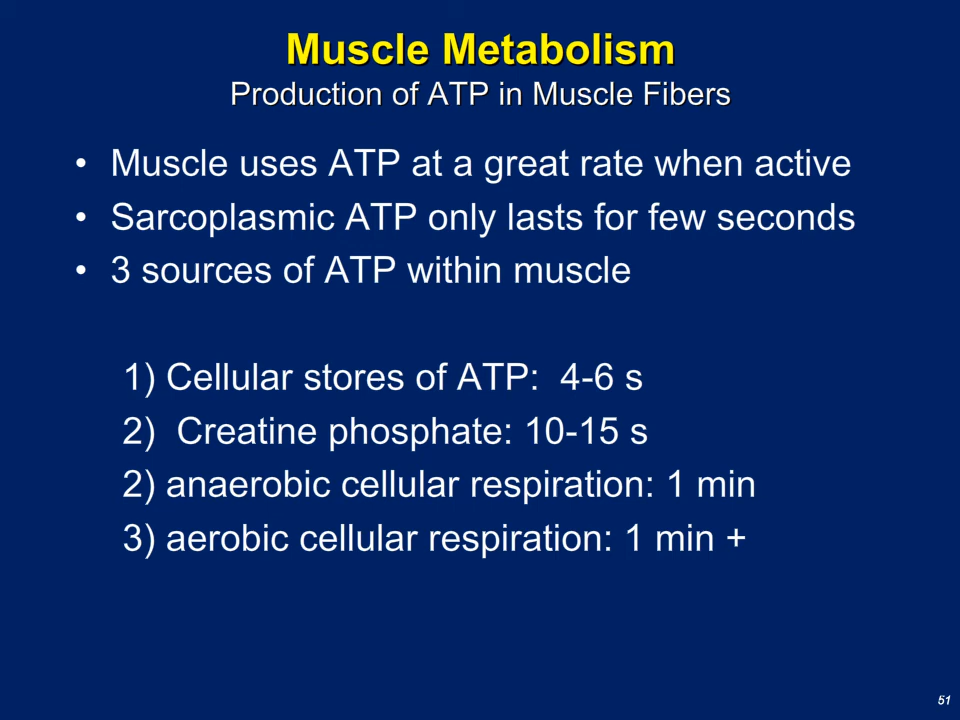 Muscle Metabolism
Production of ATP in Muscle Fibers
• Muscle uses ATP at a great rate when active
• Sarcoplasmic ATP only lasts for few seconds
• 3 sources of ATP within muscle
1) Cellular stores of ATP:  4-6 s
2)  Creatine phosphate: 10-15 s
2) anaerobic cellular respiration: 1 min
3) aerobic cellular respiration: 1 min +
51